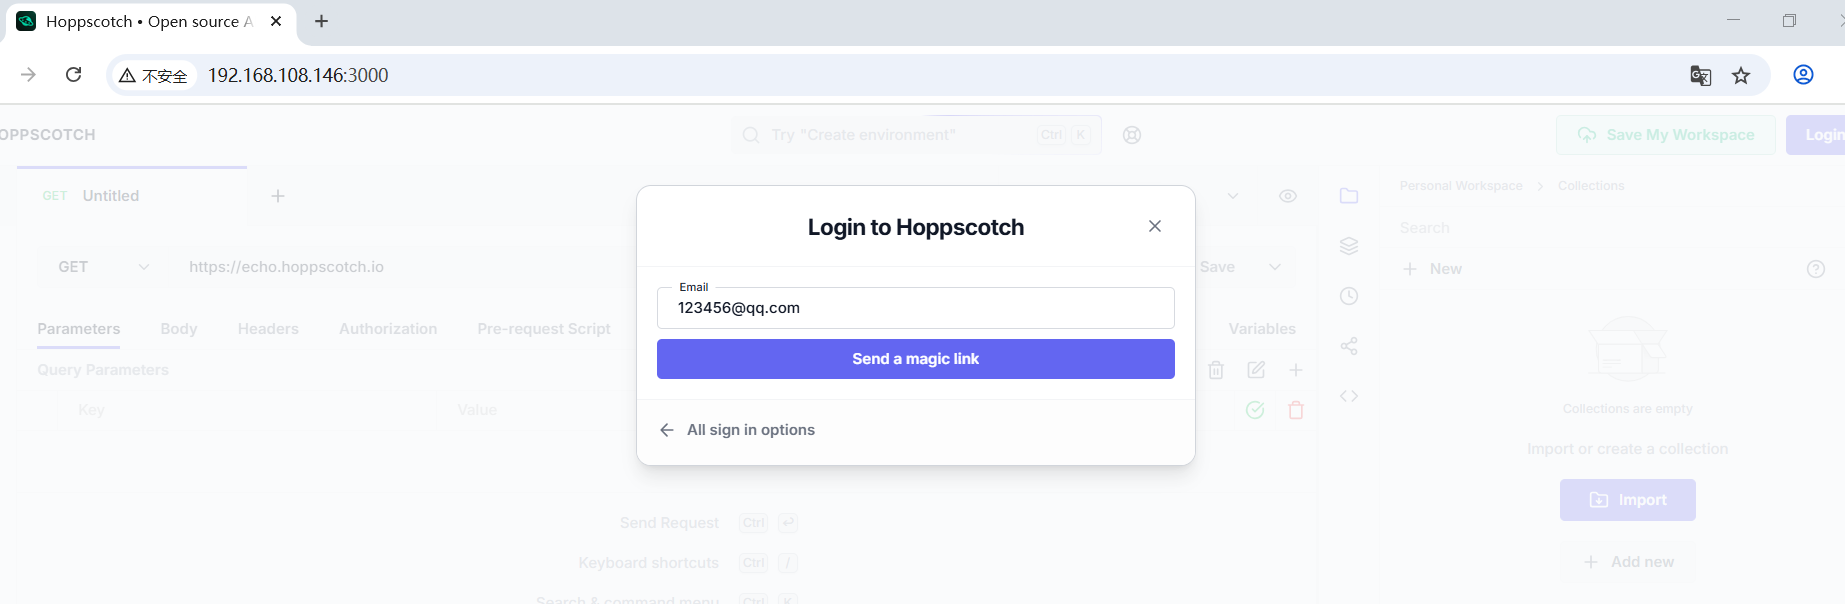 Hoppscotch • Open source A
不安全 192.168.108.146:3000
OPPSCOTCH
Try "Create environment" Ctrl K
Save My Workspace
Login
GET Untitled
Personal Workspace > Collections
Search
GET https://echo.hoppscotch.io
Save
New
Login to Hoppscotch
Email
123456@qq.com
Send a magic link
All sign in options
Parameters Body Headers Authorization Pre-request Script Variables
Query Parameters
Key Value
Collections are empty
Import or create a collection
Import
Add new
Send Request Ctrl ↵
Keyboard shortcuts Ctrl /
Search & command menu Ctrl K